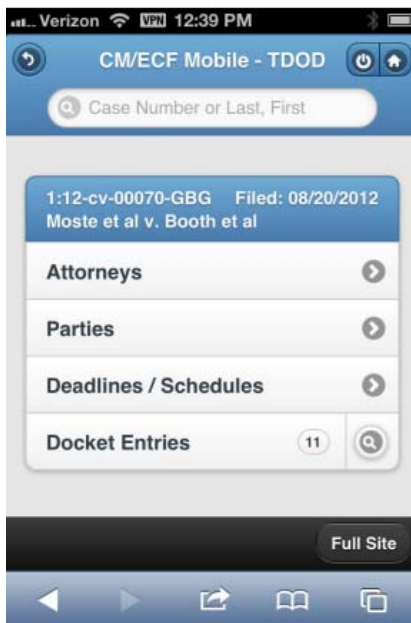 Verizon VPN 12:39 PM
CM/ECF Mobile - TDOD
Case Number or Last, First
1:12-cv-00070-GBG Filed: 08/20/2012
Moste et al v. Booth et al
Attorneys
Parties
Deadlines / Schedules
Docket Entries 11
Full Site